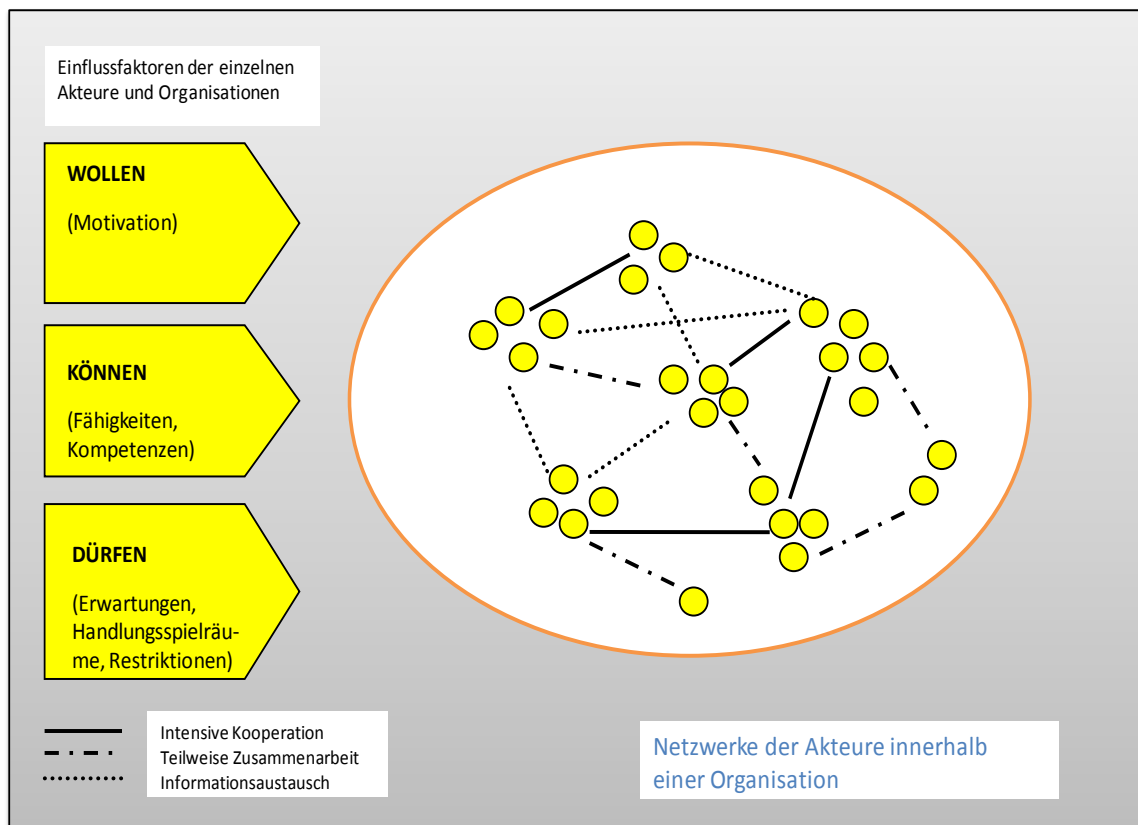 Einflussfaktoren der einzelnen
Akteure und Organisationen
WOLLEN
(Motivation)
KÖNNEN
(Fähigkeiten,
Kompetenzen)
DÜRFEN
(Erwartungen,
Handlungsspielräu-
me, Restriktionen)
Intensive Kooperation
Teilweise Zusammenarbeit
Informationsaustausch
Netzwerke der Akteure innerhalb
einer Organisation